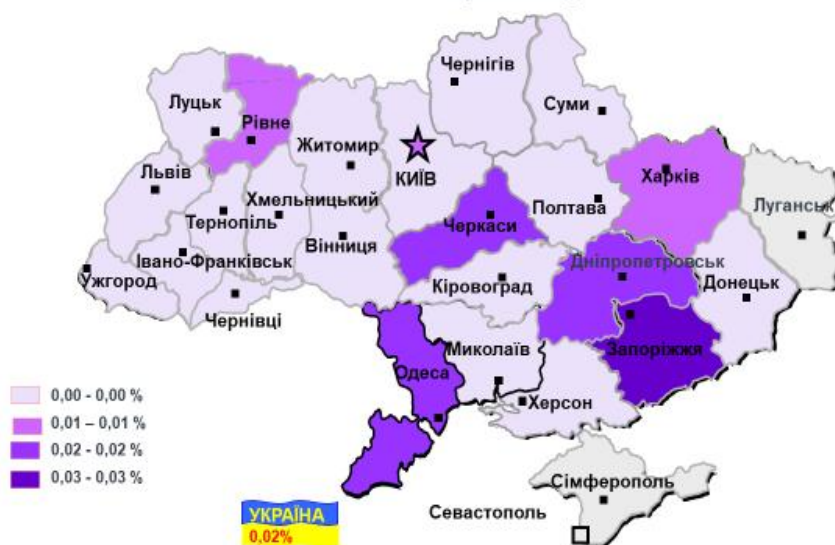 Чернігів
Луцьк
Суми
Рівне
Житомир
Львів
КИЇВ
Харків
Хмельницький
Луганськ
Тернопіль
Черкаси
Полтава
Вінниця
Івано-Франківськ
Дніпропетровськ
Ужгород
Кіровоград
Донецьк
Чернівці
Миколаїв
Запоріжжя
Одеса
0,00 - 0,00 %
Херсон
0,01 – 0,01 %
0,02 - 0,02 %
0,03 - 0,03 %
Сімферополь
УКРАЇНА
Севастополь
0,02%